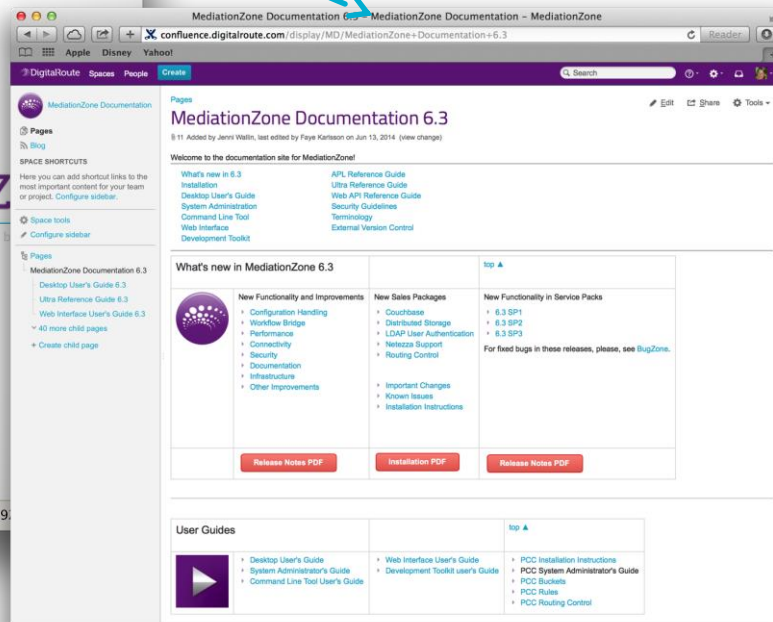 MediationZone Documentation 6.3 - MediationZone Documentation – MediationZone
confluence.digitalroute.com/display/MD/MediationZone+Documentation+6.3
Reader
Apple Disney Yahoo!
DigitalRoute Spaces People Create
Search
MediationZone Documentation
Pages
Blog
SPACE SHORTCUTS
Here you can add shortcut links to the
most important content for your team
or project. Configure sidebar.
Space tools
Configure sidebar
Pages
MediationZone Documentation 6.3
Desktop User's Guide 6.3
Ultra Reference Guide 6.3
Web Interface User's Guide 6.3
40 more child pages
+ Create child page
Pages
Edit Share Tools
MediationZone Documentation 6.3
11 Added by Jenni Wallin, last edited by Faye Karlsson on Jun 13, 2014 (view change)
Welcome to the documentation site for MediationZone!
What's new in 6.3
Installation
Desktop User's Guide
System Administration
Command Line Tool
Web Interface
Development Toolkit
APL Reference Guide
Ultra Reference Guide
Web API Reference Guide
Security Guidelines
Terminology
External Version Control
What's new in MediationZone 6.3
top ▲
New Functionality and Improvements
Configuration Handling
Workflow Bridge
Performance
Connectivity
Security
Documentation
Infrastructure
Other Improvements
New Sales Packages
Couchbase
Distributed Storage
LDAP User Authentication
Netezza Support
Routing Control
Important Changes
Known Issues
Installation Instructions
New Functionality in Service Packs
6.3 SP1
6.3 SP2
6.3 SP3
For fixed bugs in these releases, please, see BugZone.
Release Notes PDF
Installation PDF
Release Notes PDF
User Guides
top ▲
Desktop User's Guide
System Administrator's Guide
Command Line Tool User's Guide
Web Interface User's Guide
Development Toolkit user's Guide
PCC Installation Instructions
PCC System Administrator's Guide
PCC Buckets
PCC Rules
PCC Routing Control